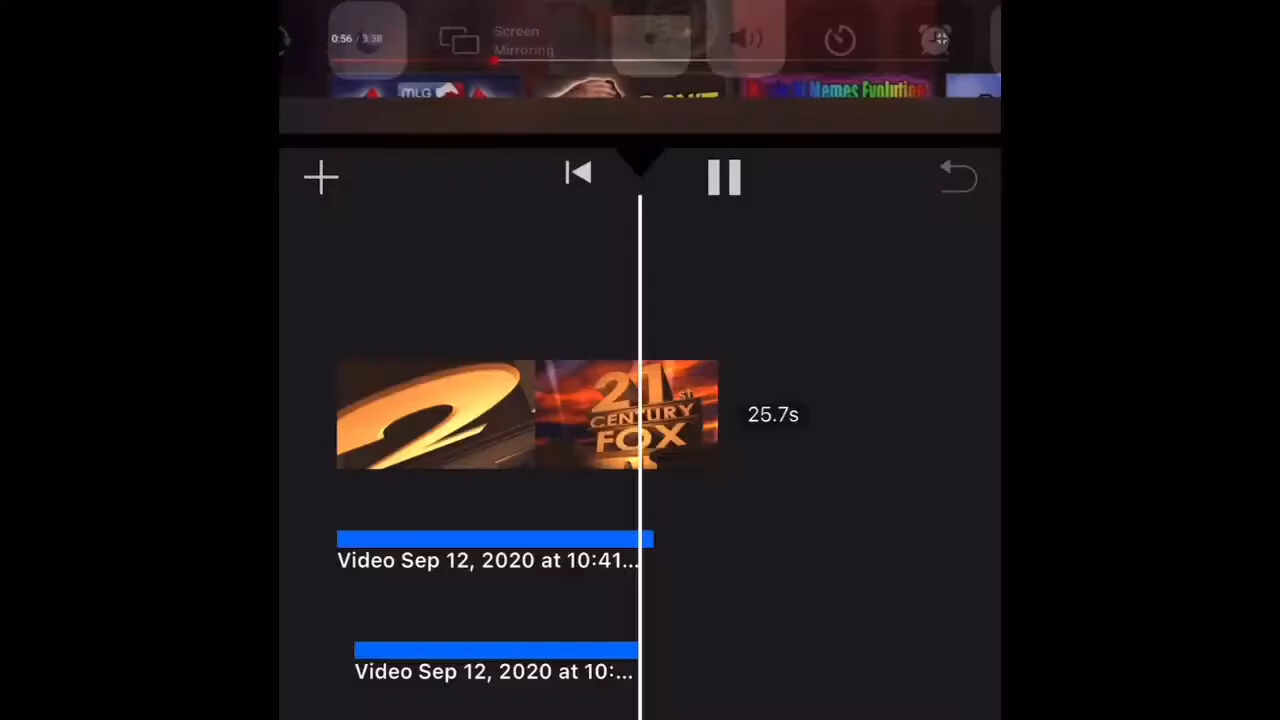 Screen
0:56 / 3:38
Mirroring
MLG
Memes Evolution
21st
CENTURY
FOX
25.7s
Video Sep 12, 2020 at 10:41...
Video Sep 12, 2020 at 10:...